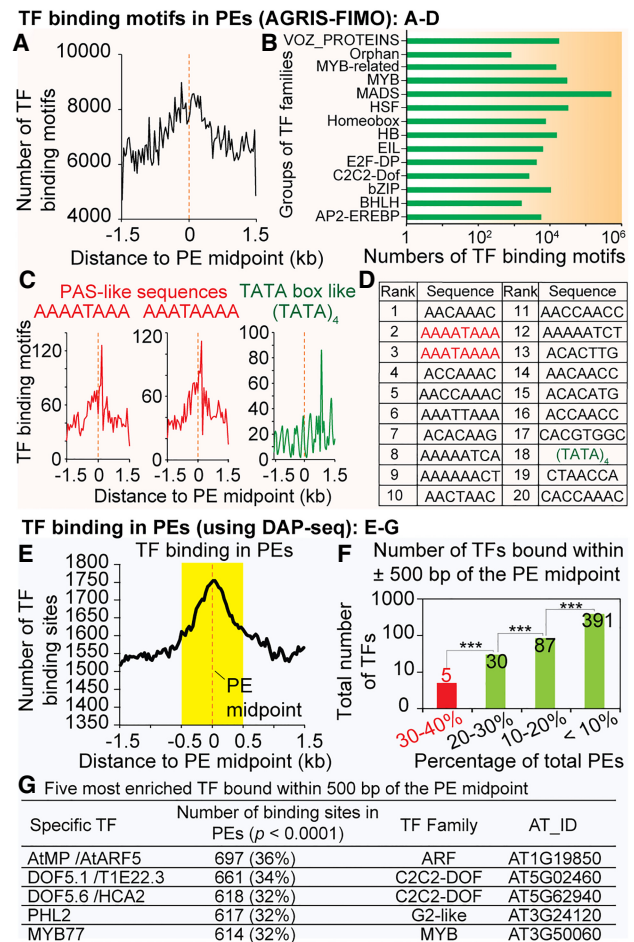 TF binding motifs in PEs (AGRIS-FIMO): A-D
A
Number of TF
binding motifs
10000
8000
6000
4000
-1.5 0 1.5
Distance to PE midpoint (kb)
B
Groups of TF families
VOZ_PROTEINS
Orphan
MYB-related
MYB
MADS
HSF
Homeobox
HB
EIL
E2F-DP
C2C2-Dof
bZIP
BHLH
AP2-EREBP
1 10² 10⁴ 10⁶
Numbers of TF binding motifs
C
PAS-like sequences
AAAATAAA AAATAAAA
TATA box like
(TATA)₄
TF binding motifs
120
60
0
120
60
0
100
80
60
40
20
0
-1.5 0 1.5 -1.5 0 1.5 -1.5 0 1.5
Distance to PE midpoint (kb)
D
Rank Sequence Rank Sequence
1 AACAAAC 11 AACCAACC
2 AAAATAAA 12 AAAAATCT
3 AAATAAAA 13 ACACTTG
4 ACCAAAC 14 AACAACC
5 AACCAAAC 15 ACACATG
6 AAATTAAA 16 ACCAACC
7 ACACAAG 17 CACGTGGC
8 AAAAATCA 18 (TATA)₄
9 AAAAAACT 19 CTAACCA
10 AACTAAC 20 CACCAAAC
TF binding in PEs (using DAP-seq): E-G
E
TF binding in PEs
Number of TF
binding sites
1800
1750
1700
1650
1600
1550
1500
1450
1400
1350
PE
midpoint
-1.5 -0.5 0 0.5 1.5
Distance to PE midpoint (kb)
F
Number of TFs bound within
± 500 bp of the PE midpoint
Total number
of TFs
1000
100
10
0
5
***
30
***
87
***
391
30-40% 20-30% 10-20% < 10%
Percentage of total PEs
G Five most enriched TF bound within 500 bp of the PE midpoint
Specific TF Number of binding sites in PEs (p < 0.0001) TF Family AT_ID
AtMP /AtARF5 697 (36%) ARF AT1G19850
DOF5.1 /T1E22.3 661 (34%) C2C2-DOF AT5G02460
DOF5.6 /HCA2 618 (32%) C2C2-DOF AT5G62940
PHL2 617 (32%) G2-like AT3G24120
MYB77 614 (32%) MYB AT3G50060